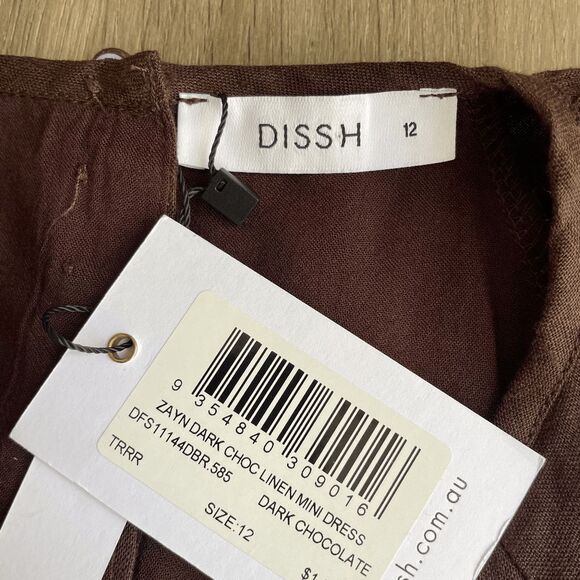 DISSH 12
9 354840 309016
ZAYN DARK CHOC LINEN MINI DRESS
DFS11144DBR.585
DARK CHOCOLATE
TRRR
SIZE:12
$1
sh.com.au